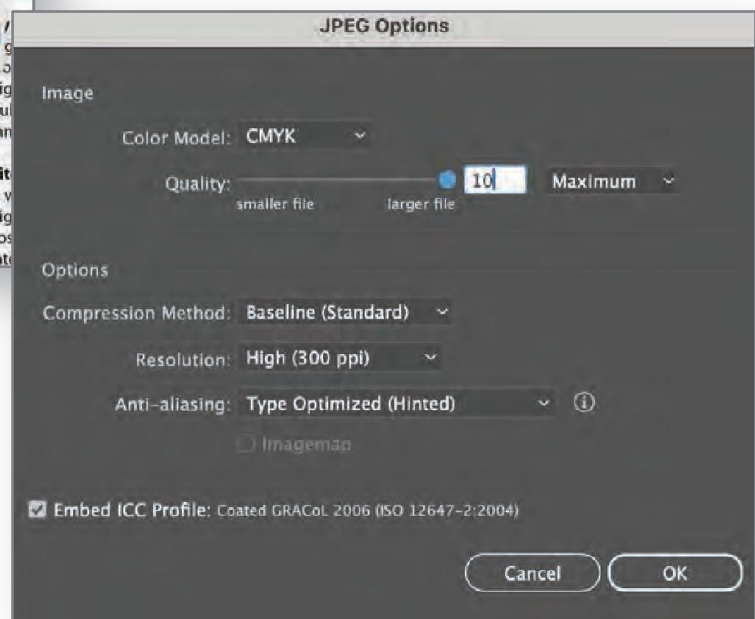 JPEG Options
Image
Color Model: CMYK
Quality: 10 Maximum
smaller file larger file
Options
Compression Method: Baseline (Standard)
Resolution: High (300 ppi)
Anti-aliasing: Type Optimized (Hinted)
Imagemap
Embed ICC Profile: Coated GRACoL 2006 (ISO 12647-2:2004)
Cancel OK